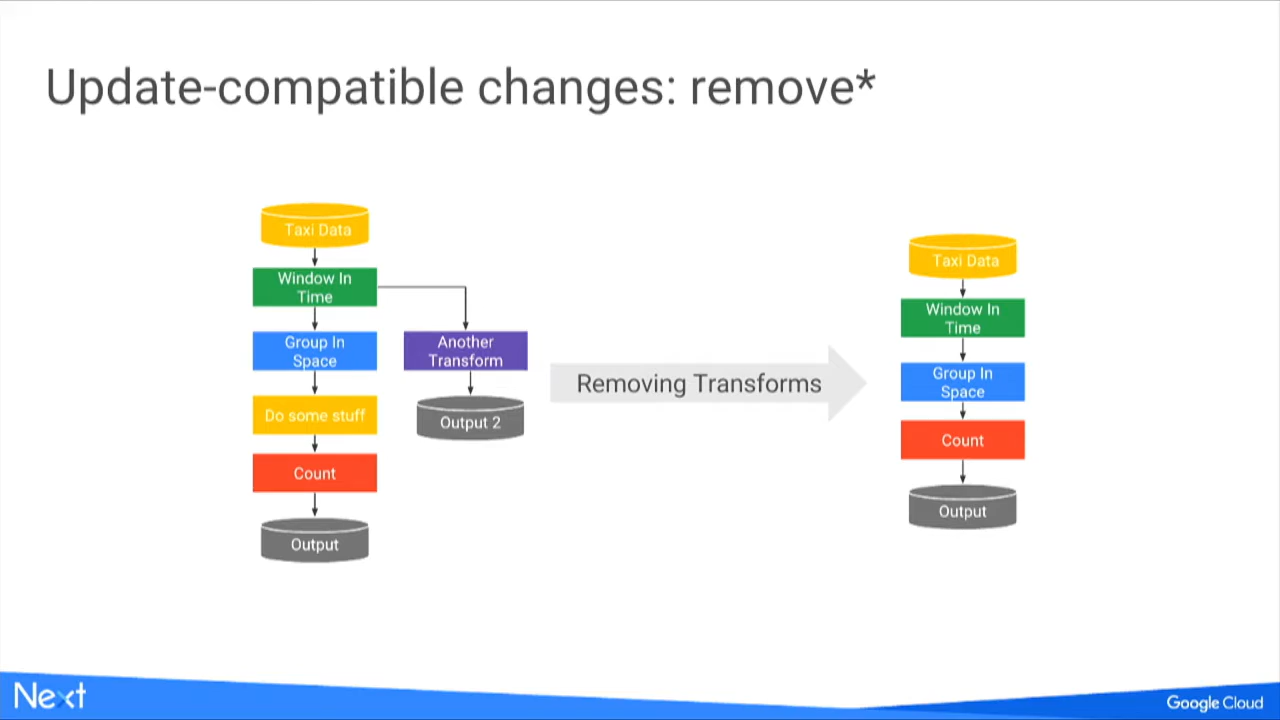 Update-compatible changes: remove*
Taxi Data
Window In
Time
Group In
Space
Do some stuff
Count
Output
Another
Transform
Output 2
Removing Transforms
Taxi Data
Window In
Time
Group In
Space
Count
Output
Next
Google Cloud